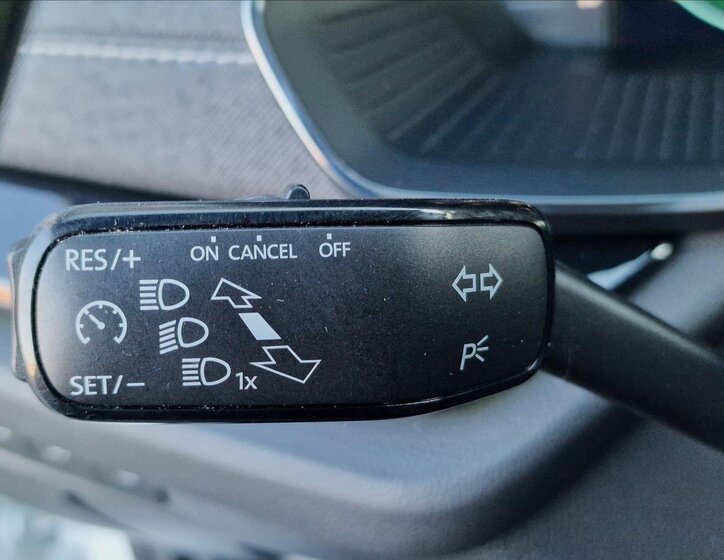 ON CANCEL OFF
RES/+
SET/−
1x
P